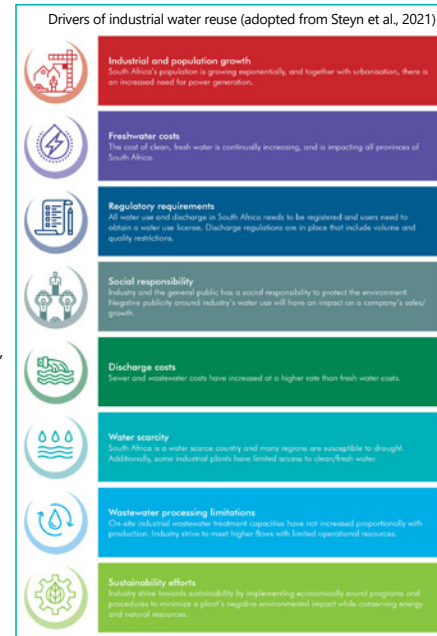 Drivers of industrial water reuse (adopted from Steyn et al., 2021)
Industrial and population growth
South Africa's population is growing exponentially, and together with urbanisation, there is
an increased need for power generation.
Freshwater costs
The cost of clean, fresh water is continually increasing, and is impacting all provinces of
South Africa.
Regulatory requirements
All water use and discharge in South Africa needs to be registered and users need to
obtain a water use license. Discharge regulations are in place that include volume and
quality restrictions.
Social responsibility
Industry and the general public has a social responsibility to protect the environment.
Negative publicity around industry's water use will have an impact on a company's sales/
growth.
,
Discharge costs
Sewer and wastewater costs have increased at a higher rate than fresh water costs.
Water scarcity
South Africa is a water scarce country and many regions are susceptible to drought.
Additionally, some industrial plants have limited access to clean/fresh water.
Wastewater processing limitations
On-site industrial wastewater treatment capacities have not increased proportionally with
production. Industry strive to meet higher flows with limited operational resources.
Sustainability efforts
Industry strive towards sustainability by implementing economically sound programs and
procedures to minimize a plant's negative environmental impact while conserving energy
and natural resources.